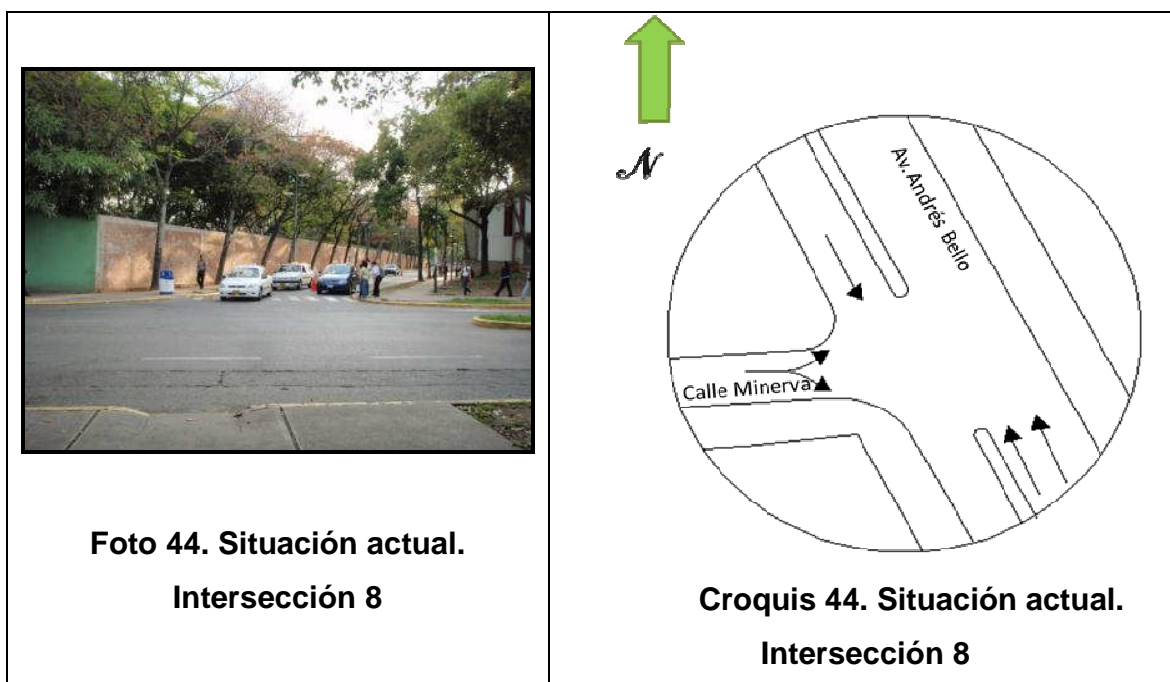 Foto 44. Situación actual.
Intersección 8
N
Av. Andrés Bello
Calle Minerva
Croquis 44. Situación actual.
Intersección 8